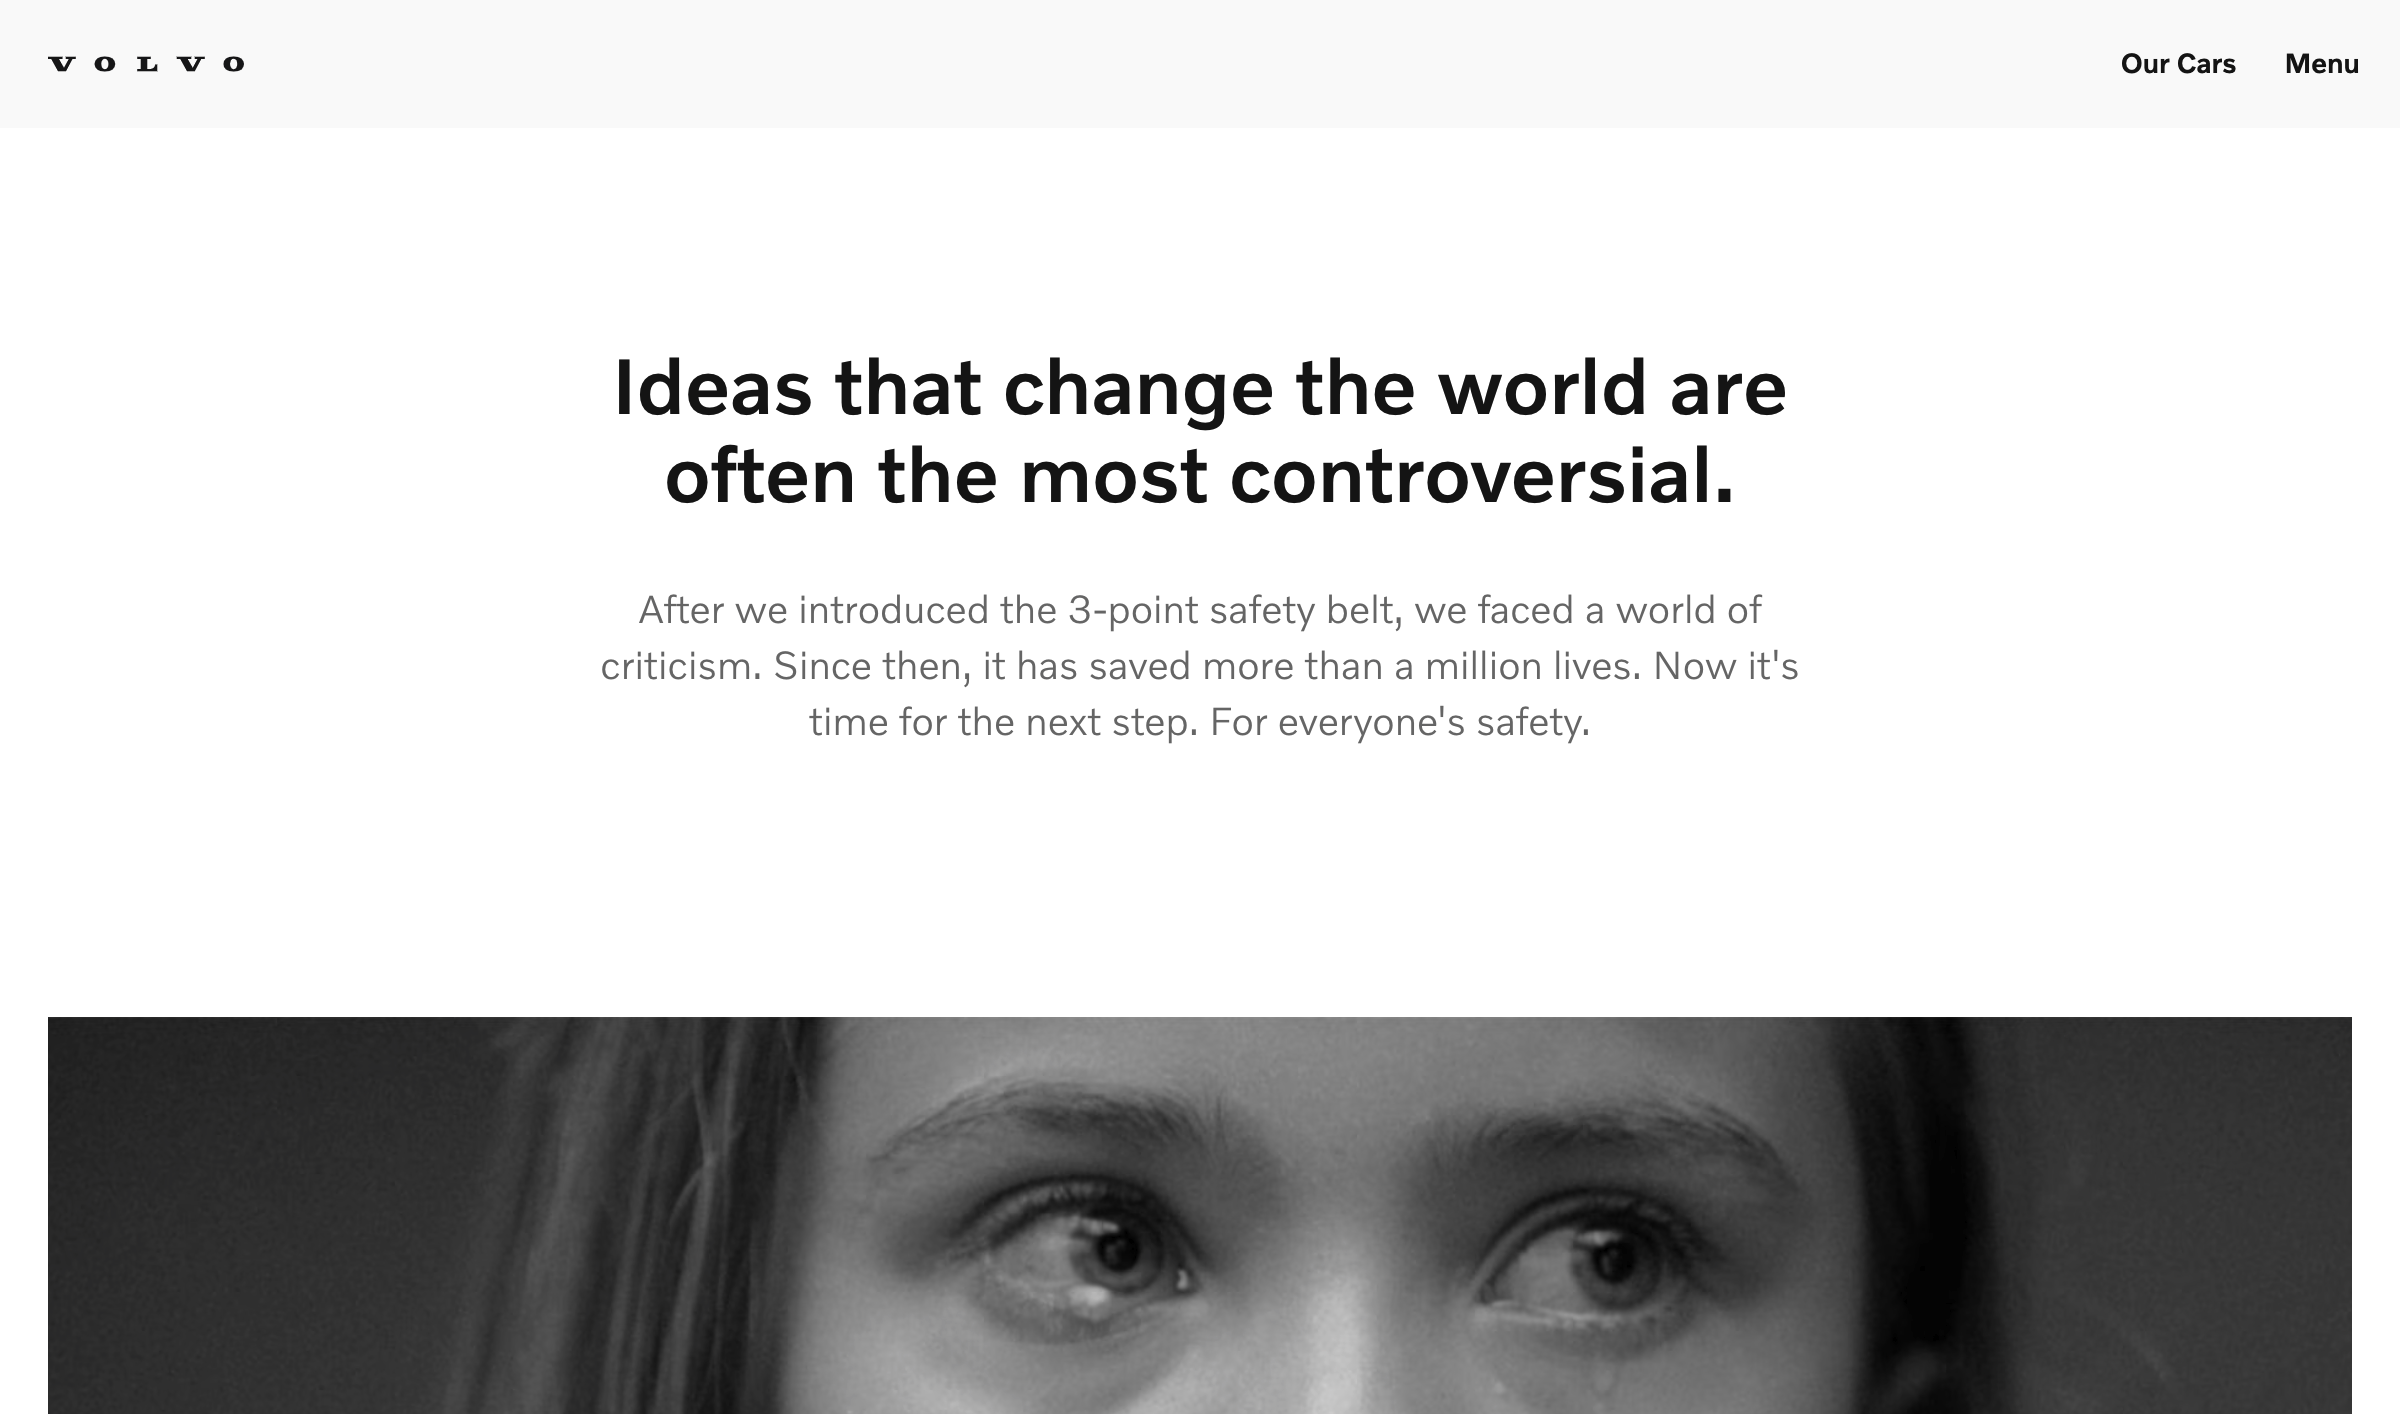 VOLVO
Our Cars
Menu
Ideas that change the world are
often the most controversial.
After we introduced the 3-point safety belt, we faced a world of
criticism. Since then, it has saved more than a million lives. Now it's
time for the next step. For everyone's safety.